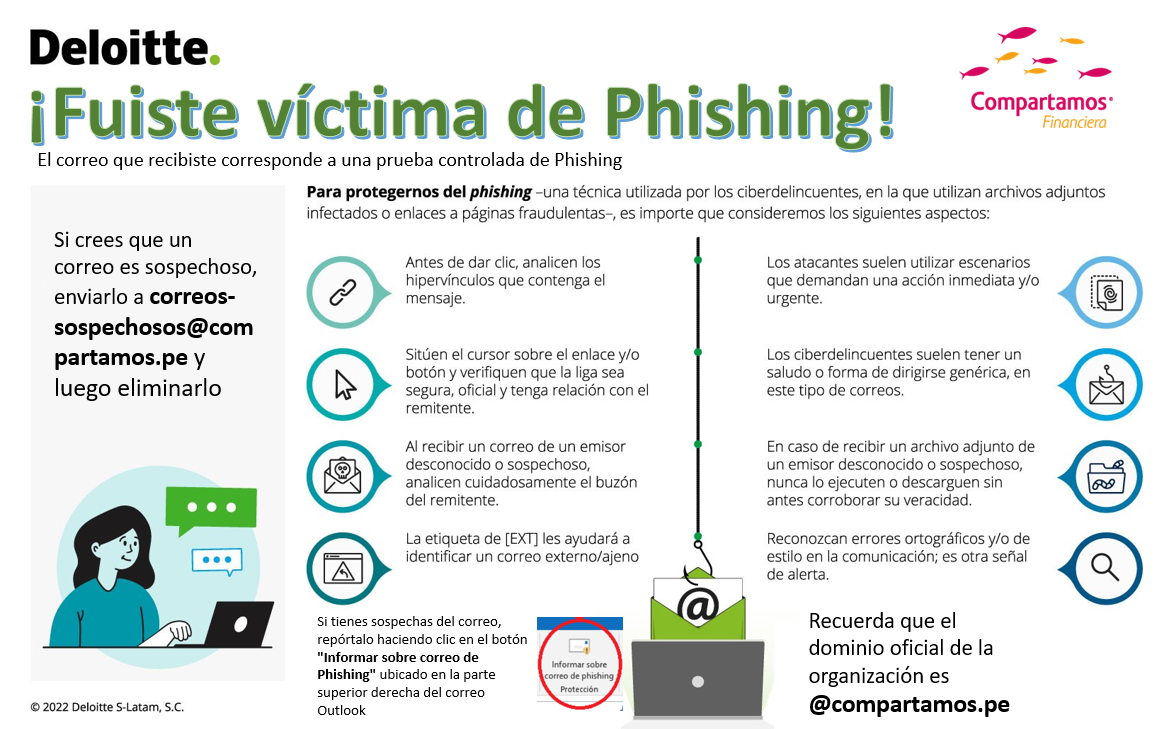 Deloitte.
Compartamos
Financiera
¡Fuiste víctima de Phishing!
El correo que recibiste corresponde a una prueba controlada de Phishing
Si crees que un
correo es sospechoso,
enviarlo a correos-
sospechosos@com
partamos.pe y
luego eliminarlo
Para protegernos del phishing –una técnica utilizada por los ciberdelincuentes, en la que utilizan archivos adjuntos
infectados o enlaces a páginas fraudulentas–, es importe que consideremos los siguientes aspectos:
Antes de dar clic, analicen los
hipervínculos que contenga el
mensaje.
Sitúen el cursor sobre el enlace y/o
botón y verifiquen que la liga sea
segura, oficial y tenga relación con el
remitente.
Al recibir un correo de un emisor
desconocido o sospechoso,
analicen cuidadosamente el buzón
del remitente.
La etiqueta de [EXT] les ayudará a
identificar un correo externo/ajeno
Los atacantes suelen utilizar escenarios
que demandan una acción inmediata y/o
urgente.
Los ciberdelincuentes suelen tener un
saludo o forma de dirigirse genérica, en
este tipo de correos.
En caso de recibir un archivo adjunto de
un emisor desconocido o sospechoso,
nunca lo ejecuten o descarguen sin
antes corroborar su veracidad.
Reconozcan errores ortográficos y/o de
estilo en la comunicación; es otra señal
de alerta.
@
Si tienes sospechas del correo,
repórtalo haciendo clic en el botón
"Informar sobre correo de
Phishing" ubicado en la parte
superior derecha del correo
Outlook
Informar sobre
correo de phishing
Protección
Recuerda que el
dominio oficial de la
organización es
@compartamos.pe
© 2022 Deloitte S-Latam, S.C.